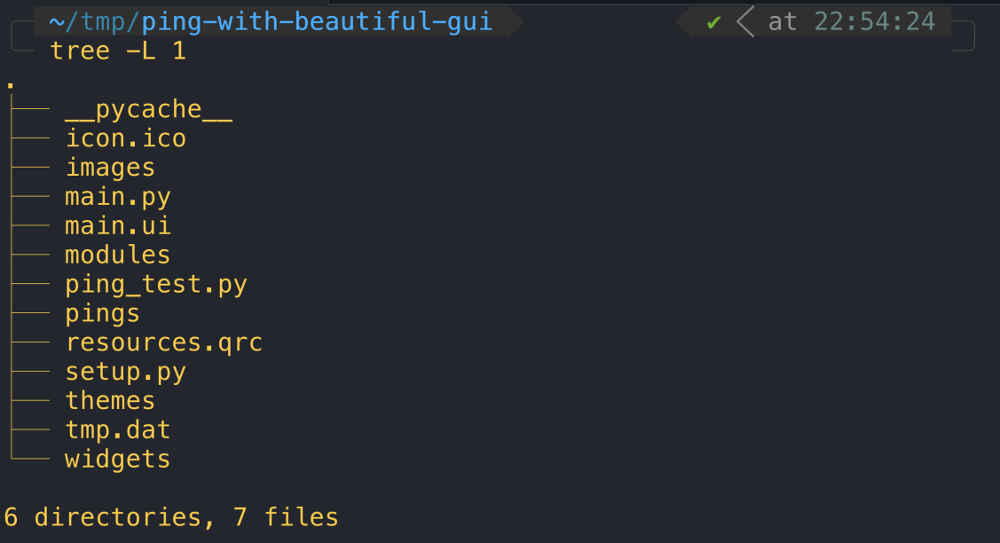 ~/tmp/ping-with-beautiful-gui ✔ at 22:54:24
tree -L 1
.
├── __pycache__
├── icon.ico
├── images
├── main.py
├── main.ui
├── modules
├── ping_test.py
├── pings
├── resources.qrc
├── setup.py
├── themes
├── tmp.dat
└── widgets
6 directories, 7 files